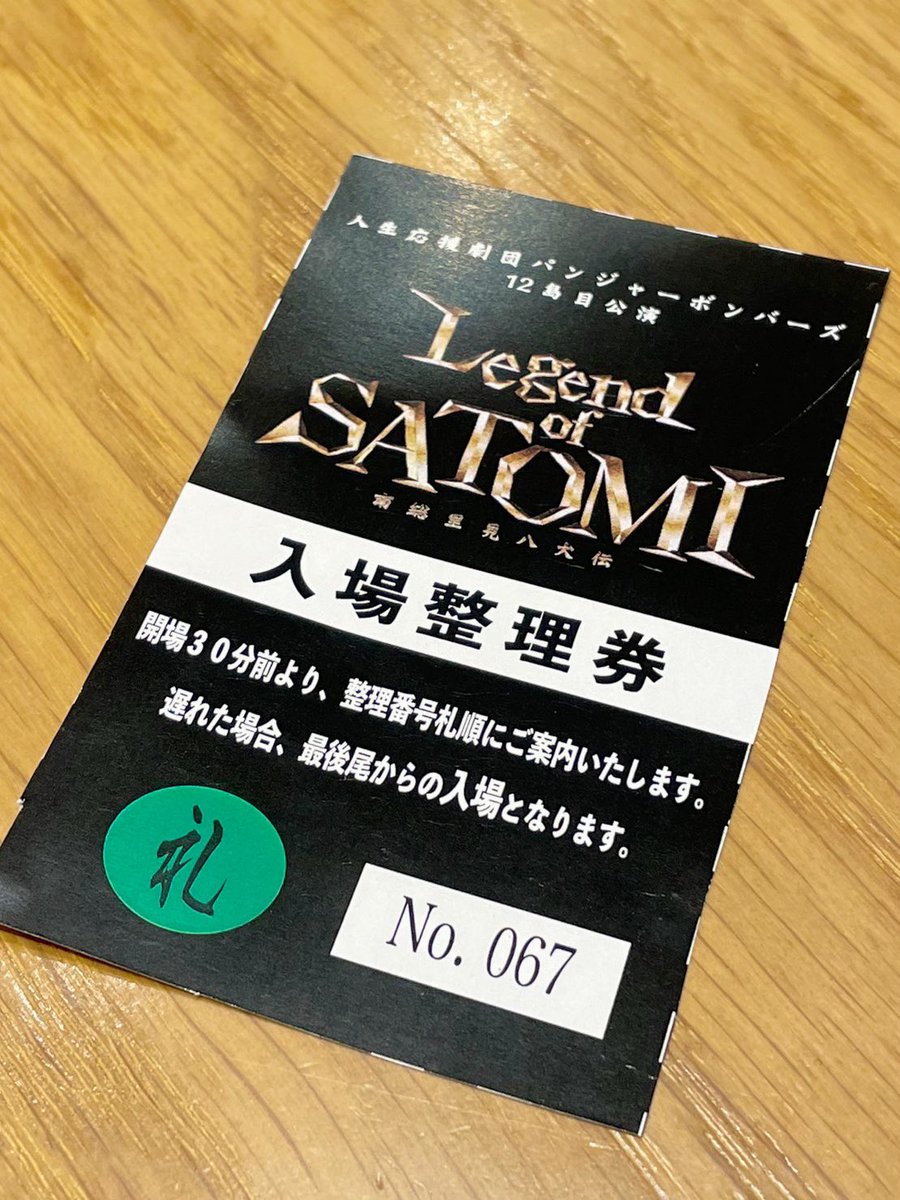 人生応援劇団パンジャーボンバーズ
12島目公演
Legend
of
SATOMI
南総里見八犬伝
入場整理券
開場30分前より、整理番号札順にご案内いたします。
遅れた場合、最後尾からの入場となります。
礼
No. 067